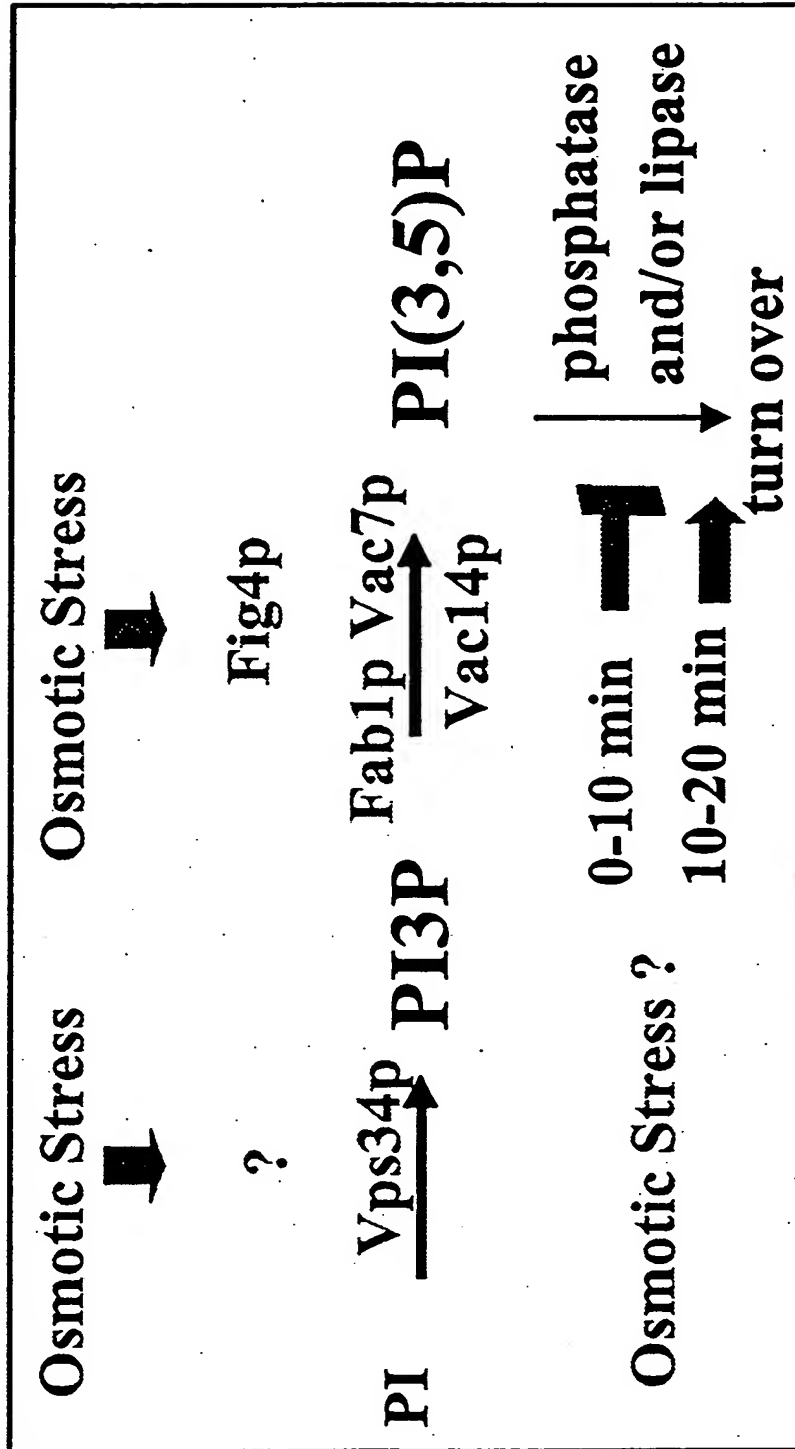 Osmotic Stress
Osmotic Stress
?
Fig4p
Vps34p
Fab1p Vac7p
PI
PI3P
PI(3,5)P
Vac14p
Osmotic Stress ?
0-10 min
10-20 min
phosphatase
and/or lipase
turn over